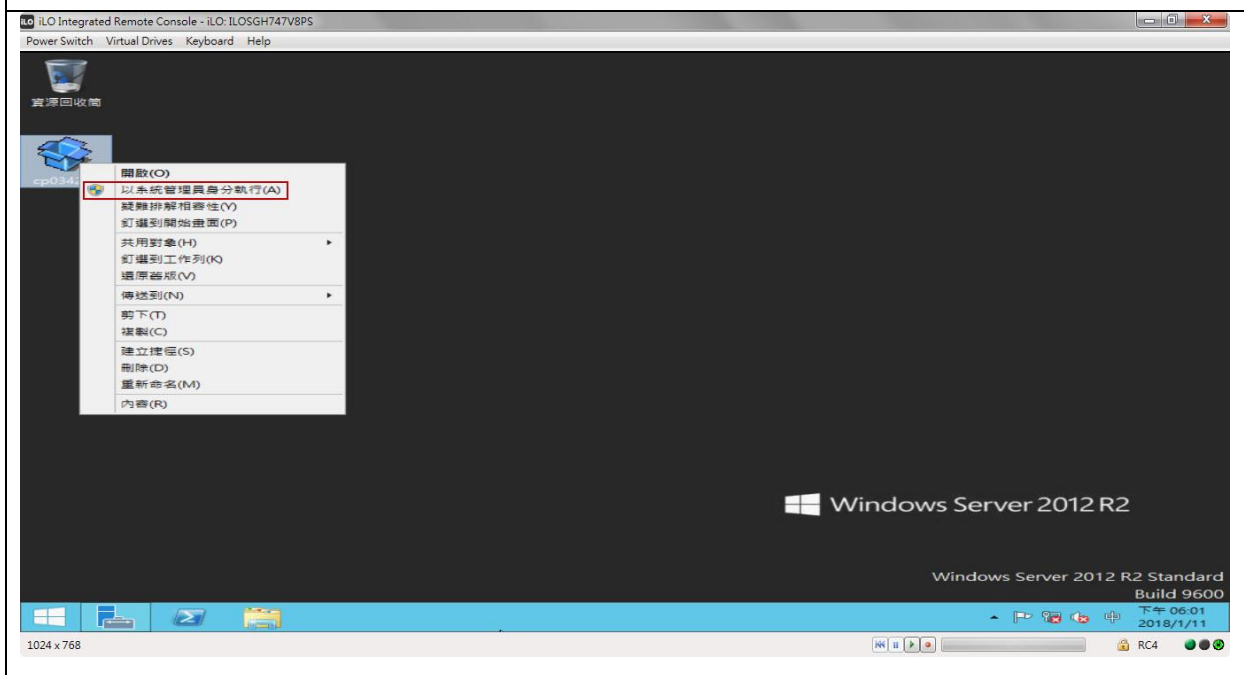 iLO Integrated Remote Console - iLO: ILOSGH747V8PS
Power Switch Virtual Drives Keyboard Help
資源回收筒
開啟(O)
以系統管理員身分執行(A)
疑難排解相容性(Y)
釘選到開始畫面(P)
共用對象(H)
釘選到工作列(K)
還原舊版(V)
傳送到(N)
剪下(T)
複製(C)
建立捷徑(S)
刪除(D)
重新命名(M)
內容(R)
Windows Server 2012 R2
Windows Server 2012 R2 Standard
Build 9600
中
下午 06:01
2018/1/11
1024 x 768
RC4